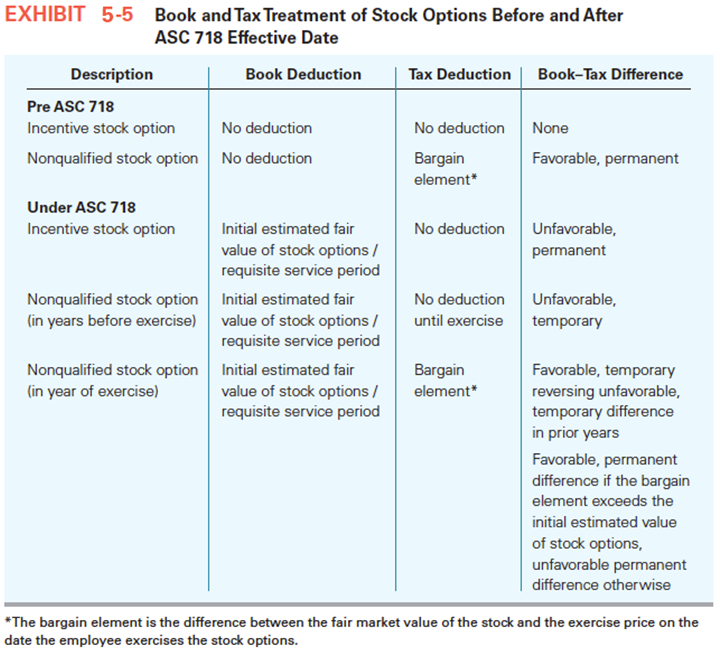 EXHIBIT 5-5 Book and Tax Treatment of Stock Options Before and After
ASC 718 Effective Date
Description Book Deduction Tax Deduction Book–Tax Difference
Pre ASC 718
Incentive stock option No deduction No deduction None
Nonqualified stock option No deduction Bargain Favorable, permanent
element*
Under ASC 718
Incentive stock option Initial estimated fair No deduction Unfavorable,
value of stock options / permanent
requisite service period
Nonqualified stock option Initial estimated fair No deduction Unfavorable,
(in years before exercise) value of stock options / until exercise temporary
requisite service period
Nonqualified stock option Initial estimated fair Bargain Favorable, temporary
(in year of exercise) value of stock options / element* reversing unfavorable,
requisite service period temporary difference
in prior years
Favorable, permanent
difference if the bargain
element exceeds the
initial estimated value
of stock options,
unfavorable permanent
difference otherwise
*The bargain element is the difference between the fair market value of the stock and the exercise price on the
date the employee exercises the stock options.